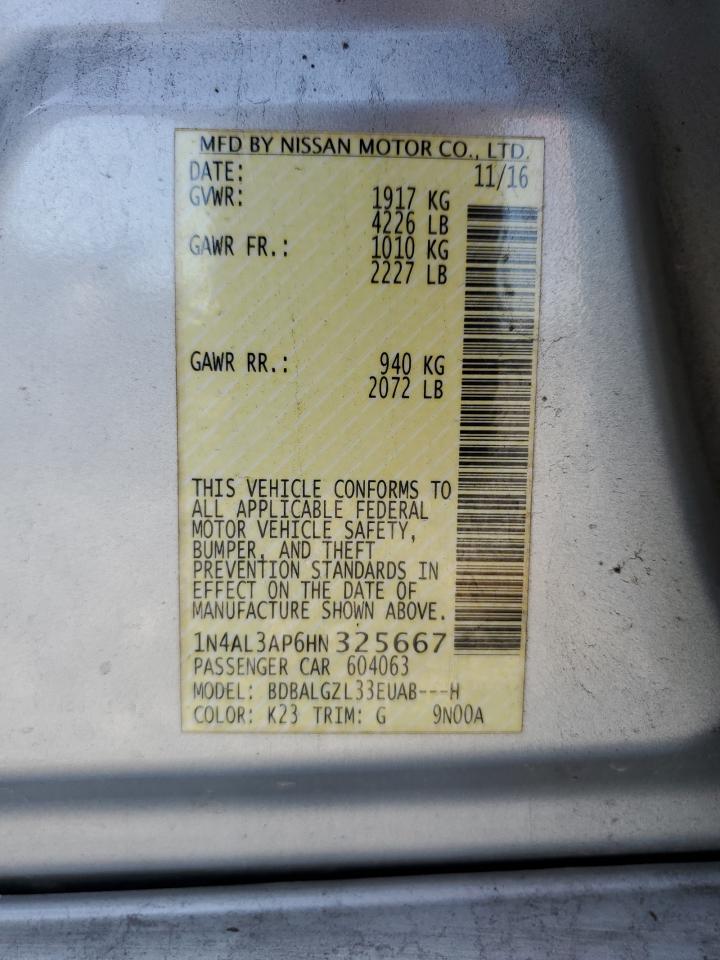 MFD BY NISSAN MOTOR CO., LTD.
DATE: 11/16
GVWR: 1917 KG
4226 LB
GAWR FR.: 1010 KG
2227 LB
GAWR RR.: 940 KG
2072 LB
THIS VEHICLE CONFORMS TO
ALL APPLICABLE FEDERAL
MOTOR VEHICLE SAFETY,
BUMPER, AND THEFT
PREVENTION STANDARDS IN
EFFECT ON THE DATE OF
MANUFACTURE SHOWN ABOVE.
1N4AL3AP6HN 325667
PASSENGER CAR 604063
MODEL: BDBALGZL33EUAB---H
COLOR: K23 TRIM: G 9N00A